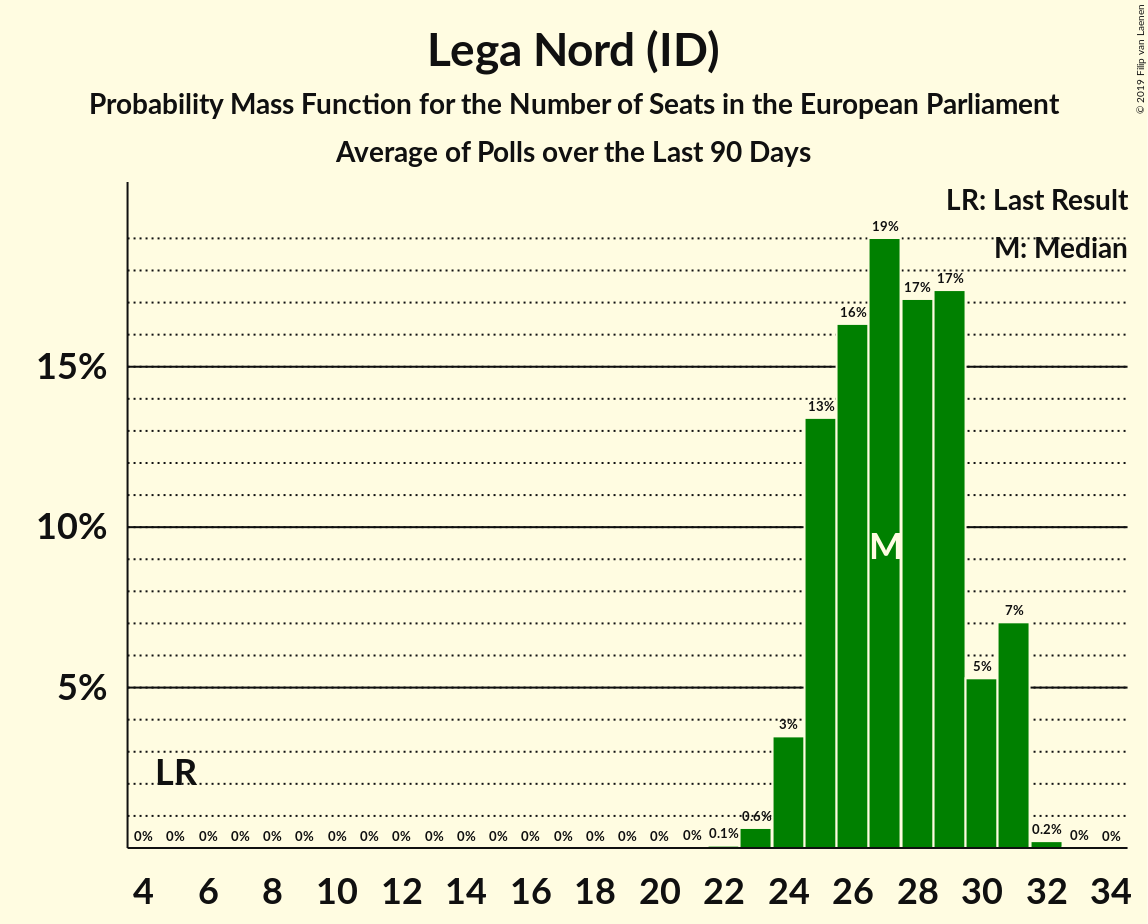 Lega Nord (ID)
Probability Mass Function for the Number of Seats in the European Parliament
Average of Polls over the Last 90 Days
© 2019 Filip van Laenen
LR: Last Result
M: Median
15%
10%
5%
LR
M
0% 0% 0% 0% 0% 0% 0% 0% 0% 0% 0% 0% 0% 0% 0% 0% 0% 0% 0.1% 0.6% 3% 13% 16% 19% 17% 17% 5% 7% 0.2% 0% 0%
4 6 8 10 12 14 16 18 20 22 24 26 28 30 32 34